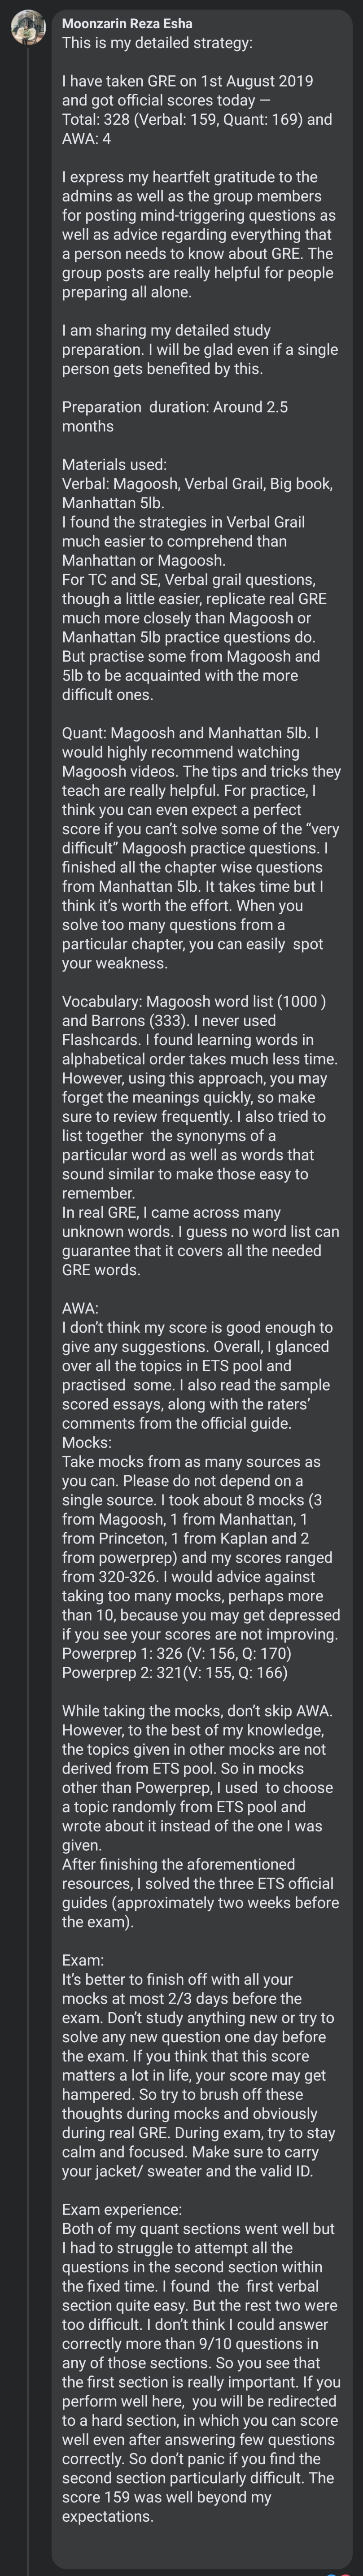 Moonzarin Reza Esha
This is my detailed strategy:
I have taken GRE on 1st August 2019
and got official scores today —
Total: 328 (Verbal: 159, Quant: 169) and
AWA: 4
I express my heartfelt gratitude to the
admins as well as the group members
for posting mind-triggering questions as
well as advice regarding everything that
a person needs to know about GRE. The
group posts are really helpful for people
preparing all alone.
I am sharing my detailed study
preparation. I will be glad even if a single
person gets benefited by this.
Preparation duration: Around 2.5
months
Materials used:
Verbal: Magoosh, Verbal Grail, Big book,
Manhattan 5lb.
I found the strategies in Verbal Grail
much easier to comprehend than
Manhattan or Magoosh.
For TC and SE, Verbal grail questions,
though a little easier, replicate real GRE
much more closely than Magoosh or
Manhattan 5lb practice questions do.
But practise some from Magoosh and
5lb to be acquainted with the more
difficult ones.
Quant: Magoosh and Manhattan 5lb. I
would highly recommend watching
Magoosh videos. The tips and tricks they
teach are really helpful. For practice, I
think you can even expect a perfect
score if you can't solve some of the “very
difficult” Magoosh practice questions. I
finished all the chapter wise questions
from Manhattan 5lb. It takes time but I
think it's worth the effort. When you
solve too many questions from a
particular chapter, you can easily spot
your weakness.
Vocabulary: Magoosh word list (1000 )
and Barrons (333). I never used
Flashcards. I found learning words in
alphabetical order takes much less time.
However, using this approach, you may
forget the meanings quickly, so make
sure to review frequently. I also tried to
list together the synonyms of a
particular word as well as words that
sound similar to make those easy to
remember.
In real GRE, I came across many
unknown words. I guess no word list can
guarantee that it covers all the needed
GRE words.
AWA:
I don't think my score is good enough to
give any suggestions. Overall, I glanced
over all the topics in ETS pool and
practised some. I also read the sample
scored essays, along with the raters'
comments from the official guide.
Mocks:
Take mocks from as many sources as
you can. Please do not depend on a
single source. I took about 8 mocks (3
from Magoosh, 1 from Manhattan, 1
from Princeton, 1 from Kaplan and 2
from powerprep) and my scores ranged
from 320-326. I would advice against
taking too many mocks, perhaps more
than 10, because you may get depressed
if you see your scores are not improving.
Powerprep 1: 326 (V: 156, Q: 170)
Powerprep 2: 321(V: 155, Q: 166)
While taking the mocks, don't skip AWA.
However, to the best of my knowledge,
the topics given in other mocks are not
derived from ETS pool. So in mocks
other than Powerprep, I used to choose
a topic randomly from ETS pool and
wrote about it instead of the one I was
given.
After finishing the aforementioned
resources, I solved the three ETS official
guides (approximately two weeks before
the exam).
Exam:
It's better to finish off with all your
mocks at most 2/3 days before the
exam. Don't study anything new or try to
solve any new question one day before
the exam. If you think that this score
matters a lot in life, your score may get
hampered. So try to brush off these
thoughts during mocks and obviously
during real GRE. During exam, try to stay
calm and focused. Make sure to carry
your jacket/ sweater and the valid ID.
Exam experience:
Both of my quant sections went well but
I had to struggle to attempt all the
questions in the second section within
the fixed time. I found the first verbal
section quite easy. But the rest two were
too difficult. I don't think I could answer
correctly more than 9/10 questions in
any of those sections. So you see that
the first section is really important. If you
perform well here, you will be redirected
to a hard section, in which you can score
well even after answering few questions
correctly. So don't panic if you find the
second section particularly difficult. The
score 159 was well beyond my
expectations.